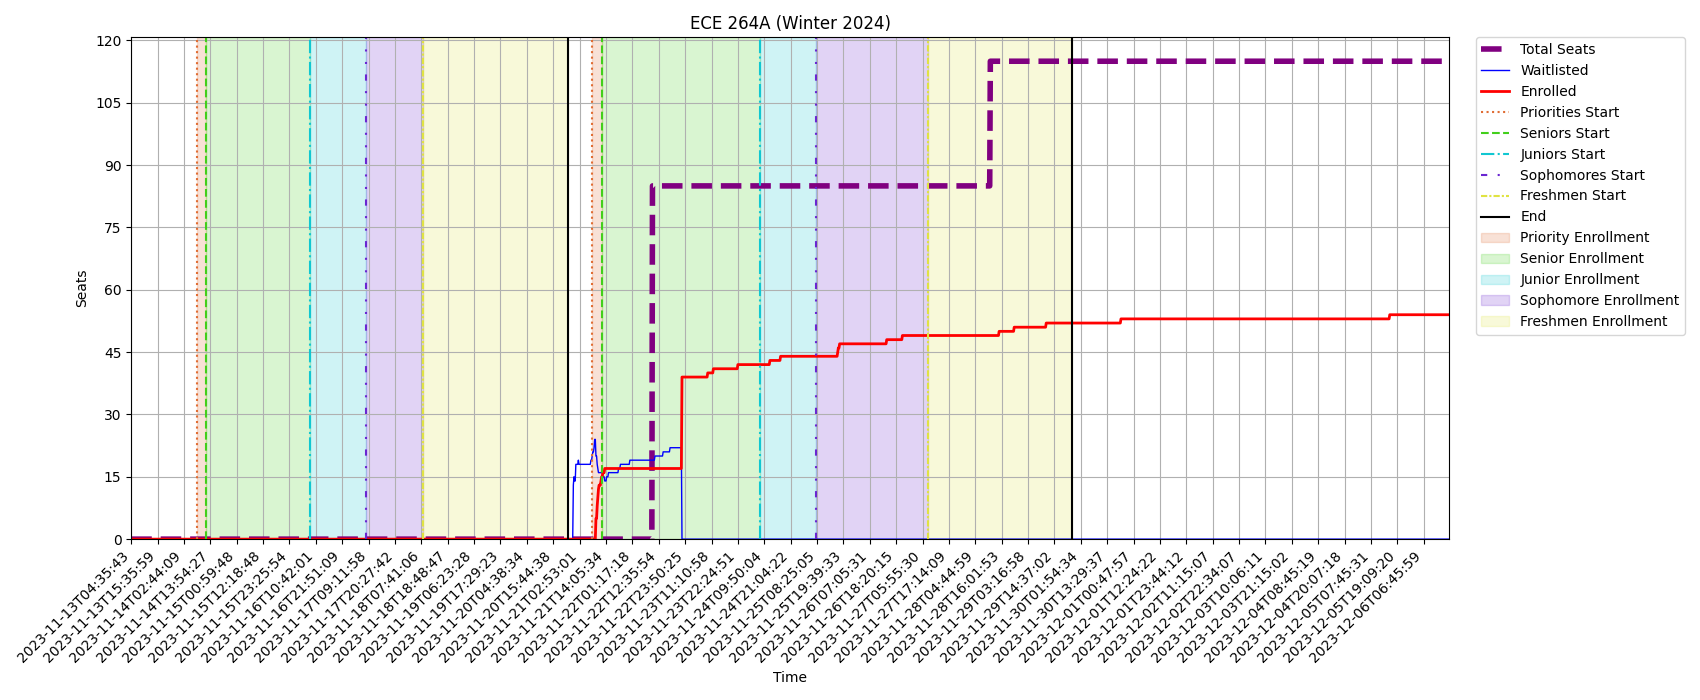 ECE 264A (Winter 2024)
120
105
90
75
60
45
30
15
0
Seats
2023-11-13T04:35:43
2023-11-13T15:35:59
2023-11-14T02:44:09
2023-11-14T13:54:27
2023-11-15T00:59:48
2023-11-15T12:18:48
2023-11-15T23:25:54
2023-11-16T10:42:01
2023-11-16T21:51:09
2023-11-17T09:11:58
2023-11-17T20:27:42
2023-11-18T07:41:06
2023-11-18T18:48:47
2023-11-19T06:23:28
2023-11-19T17:29:23
2023-11-20T04:38:34
2023-11-20T15:44:38
2023-11-21T02:53:01
2023-11-21T14:05:34
2023-11-22T01:17:18
2023-11-22T12:35:54
2023-11-22T23:50:25
2023-11-23T11:10:58
2023-11-23T22:24:51
2023-11-24T09:50:04
2023-11-24T21:04:22
2023-11-25T08:25:05
2023-11-25T19:39:33
2023-11-26T07:05:31
2023-11-26T18:20:15
2023-11-27T05:55:30
2023-11-27T17:14:09
2023-11-28T04:44:59
2023-11-28T16:01:53
2023-11-29T03:16:58
2023-11-29T14:37:02
2023-11-30T01:54:34
2023-11-30T13:29:37
2023-12-01T00:47:57
2023-12-01T12:24:22
2023-12-01T23:44:12
2023-12-02T11:15:07
2023-12-02T22:34:07
2023-12-03T10:06:11
2023-12-03T21:15:02
2023-12-04T08:45:19
2023-12-04T20:07:18
2023-12-05T07:45:31
2023-12-05T19:09:20
2023-12-06T06:45:59
Time
Total Seats
Waitlisted
Enrolled
Priorities Start
Seniors Start
Juniors Start
Sophomores Start
Freshmen Start
End
Priority Enrollment
Senior Enrollment
Junior Enrollment
Sophomore Enrollment
Freshmen Enrollment